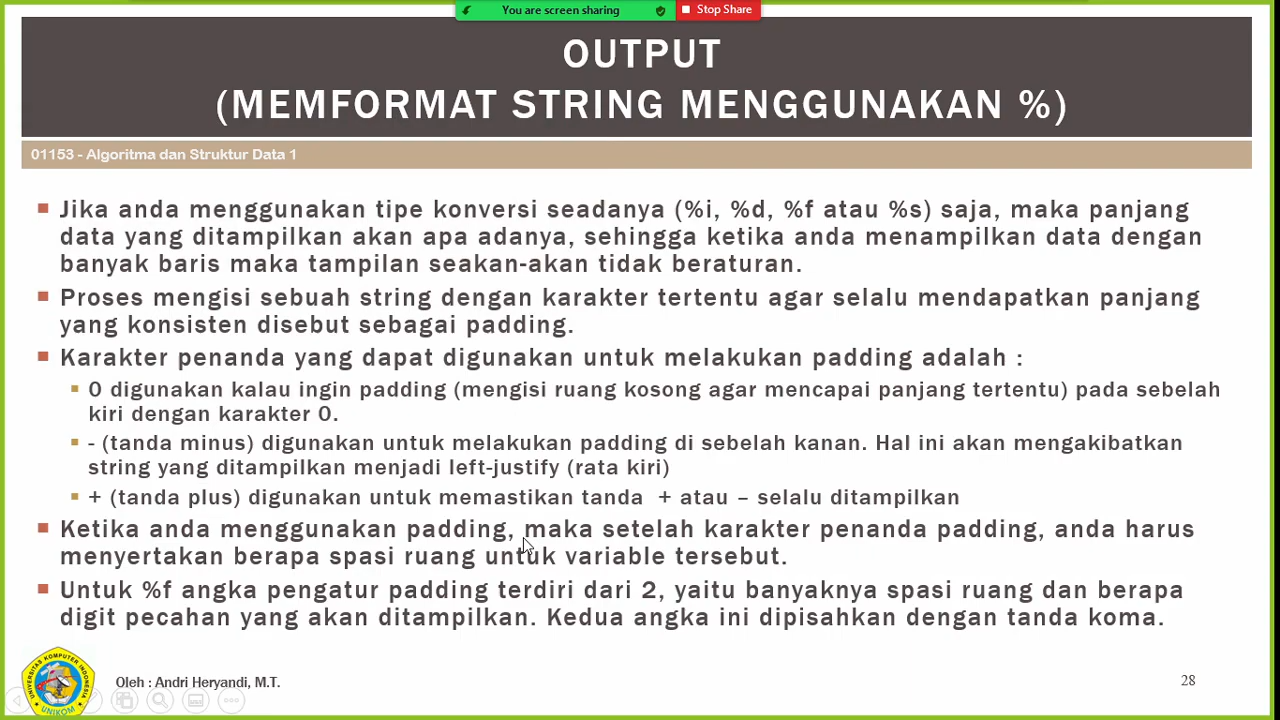 You are screen sharing
Stop Share
OUTPUT
(MEMFORMAT STRING MENGGUNAKAN %)
01153 - Algoritma dan Struktur Data 1
Jika anda menggunakan tipe konversi seadanya (%i, %d, %f atau %s) saja, maka panjang
data yang ditampilkan akan apa adanya, sehingga ketika anda menampilkan data dengan
banyak baris maka tampilan seakan-akan tidak beraturan.
Proses mengisi sebuah string dengan karakter tertentu agar selalu mendapatkan panjang
yang konsisten disebut sebagai padding.
Karakter penanda yang dapat digunakan untuk melakukan padding adalah :
0 digunakan kalau ingin padding (mengisi ruang kosong agar mencapai panjang tertentu) pada sebelah
kiri dengan karakter 0.
- (tanda minus) digunakan untuk melakukan padding di sebelah kanan. Hal ini akan mengakibatkan
string yang ditampilkan menjadi left-justify (rata kiri)
+ (tanda plus) digunakan untuk memastikan tanda + atau – selalu ditampilkan
Ketika anda menggunakan padding, maka setelah karakter penanda padding, anda harus
menyertakan berapa spasi ruang untuk variable tersebut.
Untuk %f angka pengatur padding terdiri dari 2, yaitu banyaknya spasi ruang dan berapa
digit pecahan yang akan ditampilkan. Kedua angka ini dipisahkan dengan tanda koma.
UNIVERSITAS KOMPUTER INDONESIA
UNIKOM
Oleh : Andri Heryandi, M.T.
28